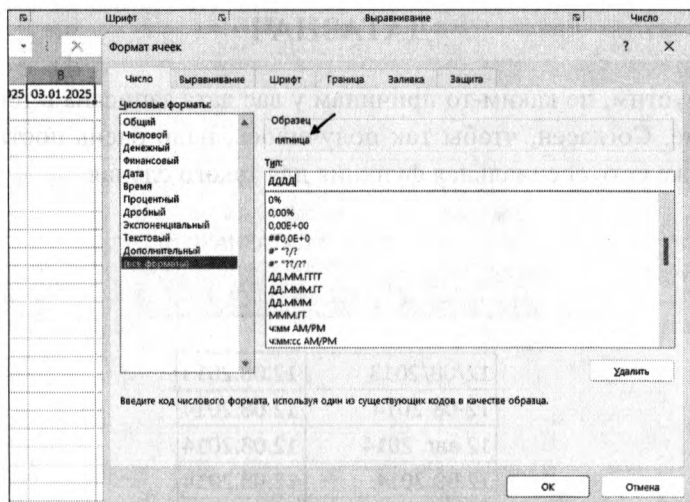 Шрифт Выравнивание Число
Формат ячеек ? X
В
025 03.01.2025
Число Выравнивание Шрифт Граница Заливка Защита
Числовые форматы:
Общий
Числовой
Денежный
Финансовый
Дата
Время
Процентный
Дробный
Экспоненциальный
Текстовый
Дополнительный
(все форматы)
Образец
пятница
Тип:
ДДДД
0%
0,00%
0,00E+00
##0,0E+0
#" "?/?
#" "??/??
ДД.ММ.ГГГГ
ДД.МММ.ГГ
ДД.МММ
МММ.ГГ
ч:мм AM/PM
ч:мм:сс AM/PM
Удалить
Введите код числового формата, используя один из существующих кодов в качестве образца.
ОК Отмена